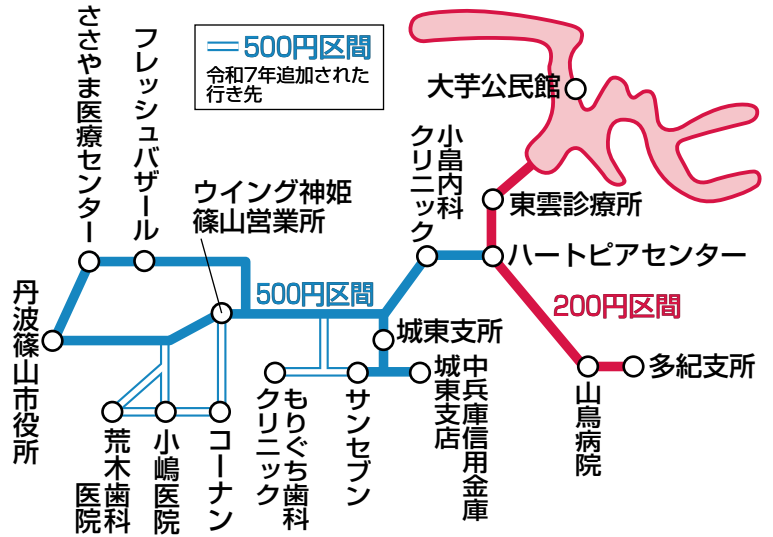 500円区間
令和7年追加された
行き先
ささやま医療センター
フレッシュバザール
ウイング神姫
篠山営業所
丹波篠山市役所
荒木歯科
医院
小嶋医院
コーナン
500円区間
もりぐち歯科
クリニック
サンセブン
城東支所
中兵庫信用金庫
城東支店
小畠内科
クリニック
大芋公民館
東雲診療所
ハートピアセンター
200円区間
山鳥病院
多紀支所